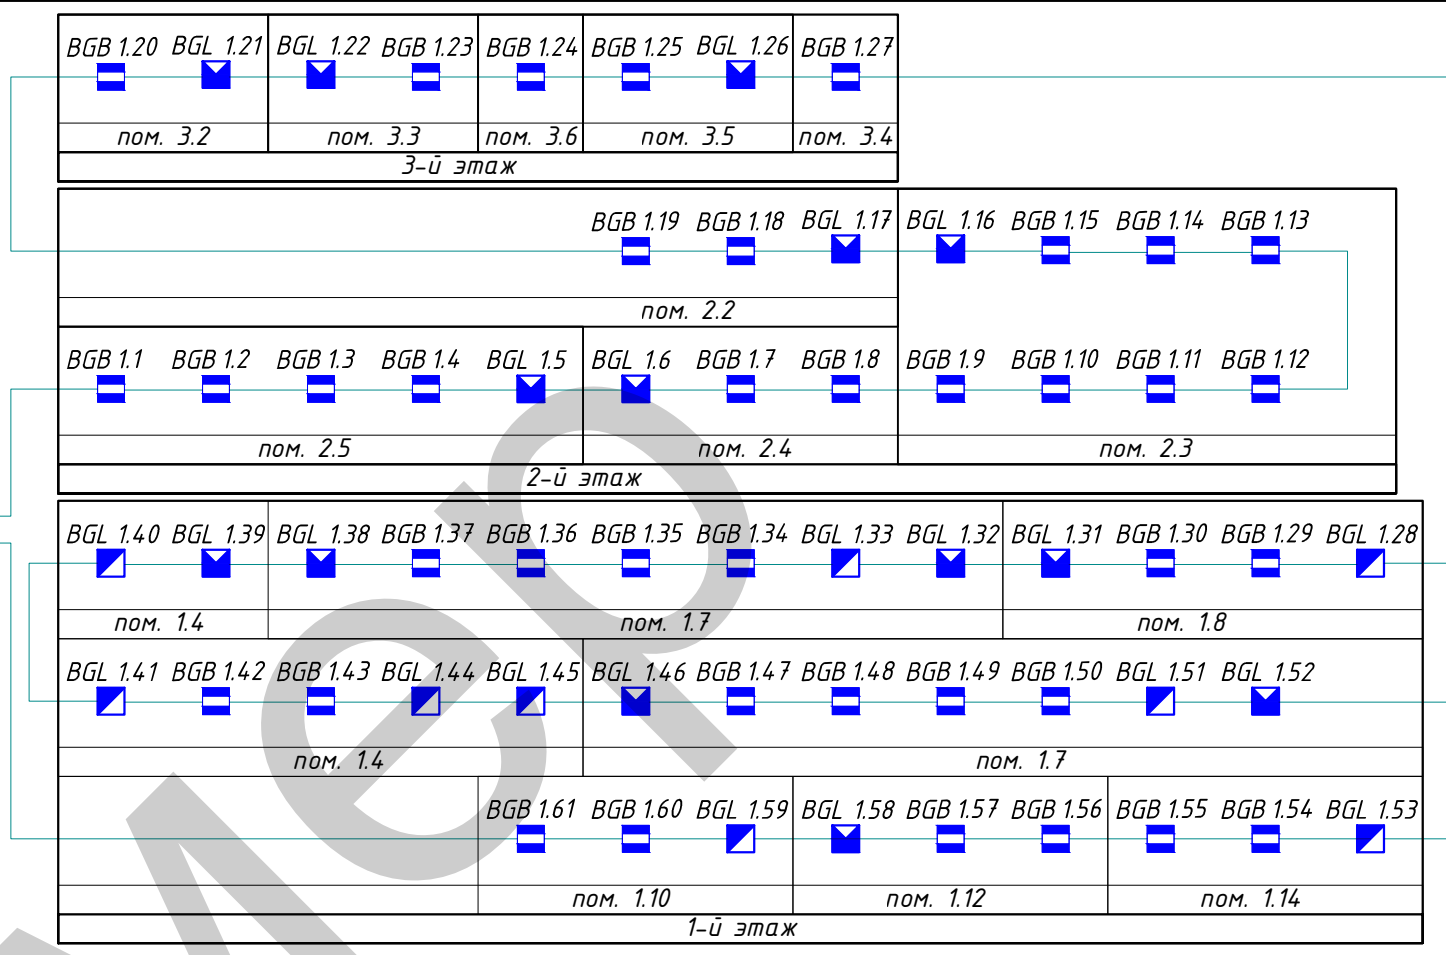 BGB 1.20 BGL 1.21 BGL 1.22 BGB 1.23 BGB 1.24 BGB 1.25 BGL 1.26 BGB 1.27
пом. 3.2 пом. 3.3 пом. 3.6 пом. 3.5 пом. 3.4
3-й этаж
BGB 1.19 BGB 1.18 BGL 1.17 BGL 1.16 BGB 1.15 BGB 1.14 BGB 1.13
пом. 2.2
BGB 1.1 BGB 1.2 BGB 1.3 BGB 1.4 BGL 1.5 BGL 1.6 BGB 1.7 BGB 1.8 BGB 1.9 BGB 1.10 BGB 1.11 BGB 1.12
пом. 2.5 пом. 2.4 пом. 2.3
2-й этаж
BGL 1.40 BGL 1.39 BGL 1.38 BGB 1.37 BGB 1.36 BGB 1.35 BGB 1.34 BGL 1.33 BGL 1.32 BGL 1.31 BGB 1.30 BGB 1.29 BGL 1.28
пом. 1.4 пом. 1.7 пом. 1.8
BGL 1.41 BGB 1.42 BGB 1.43 BGL 1.44 BGL 1.45 BGL 1.46 BGB 1.47 BGB 1.48 BGB 1.49 BGB 1.50 BGL 1.51 BGL 1.52
пом. 1.4 пом. 1.7
BGB 1.61 BGB 1.60 BGL 1.59 BGL 1.58 BGB 1.57 BGB 1.56 BGB 1.55 BGB 1.54 BGL 1.53
пом. 1.10 пом. 1.12 пом. 1.14
1-й этаж